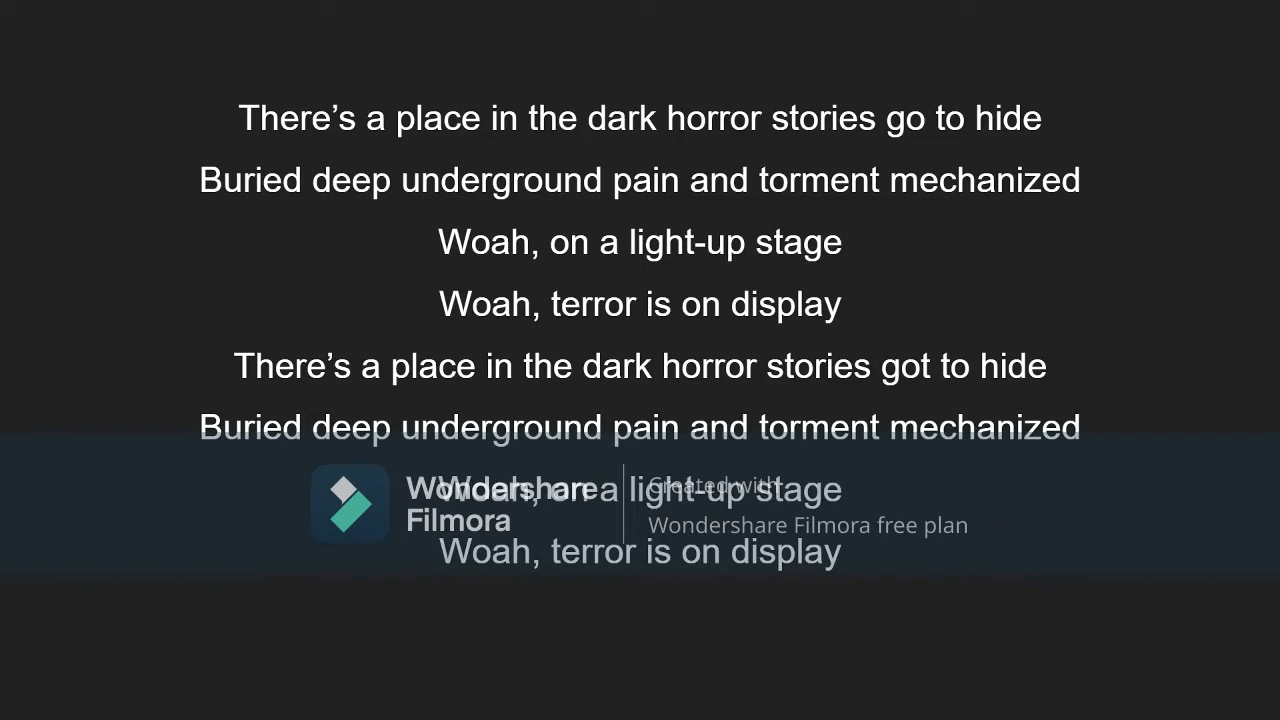 There’s a place in the dark horror stories go to hide
Buried deep underground pain and torment mechanized
Woah, on a light-up stage
Woah, terror is on display
There’s a place in the dark horror stories got to hide
Buried deep underground pain and torment mechanized
Woah, on a light-up stage
Wondershare
Filmora
Created with
Wondershare Filmora free plan
Woah, terror is on display